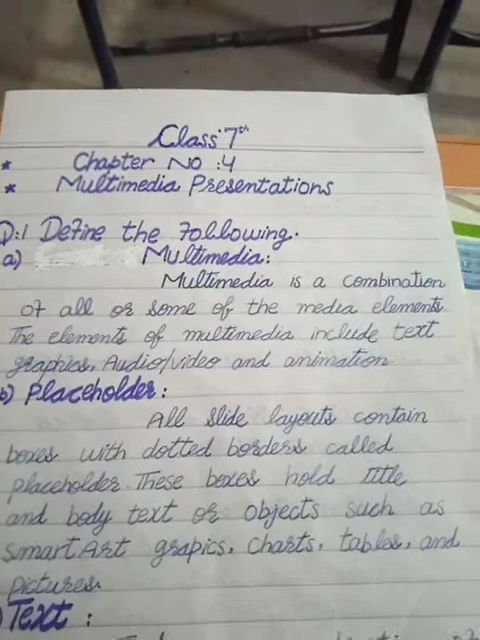 Class 7th
* Chapter No :4
* Multimedia Presentations
Q:1 Define the following.
a) Multimedia:
Multimedia is a combination
of all or some of the media elements
The elements of multimedia include text
graphics, Audio/video and animation
b) Placeholder:
All slide layouts contain
boxes with dotted borders called
placeholder. These boxes hold title
and body text or objects such as
smartArt grapics, charts, tables, and
pictures.
) Text :